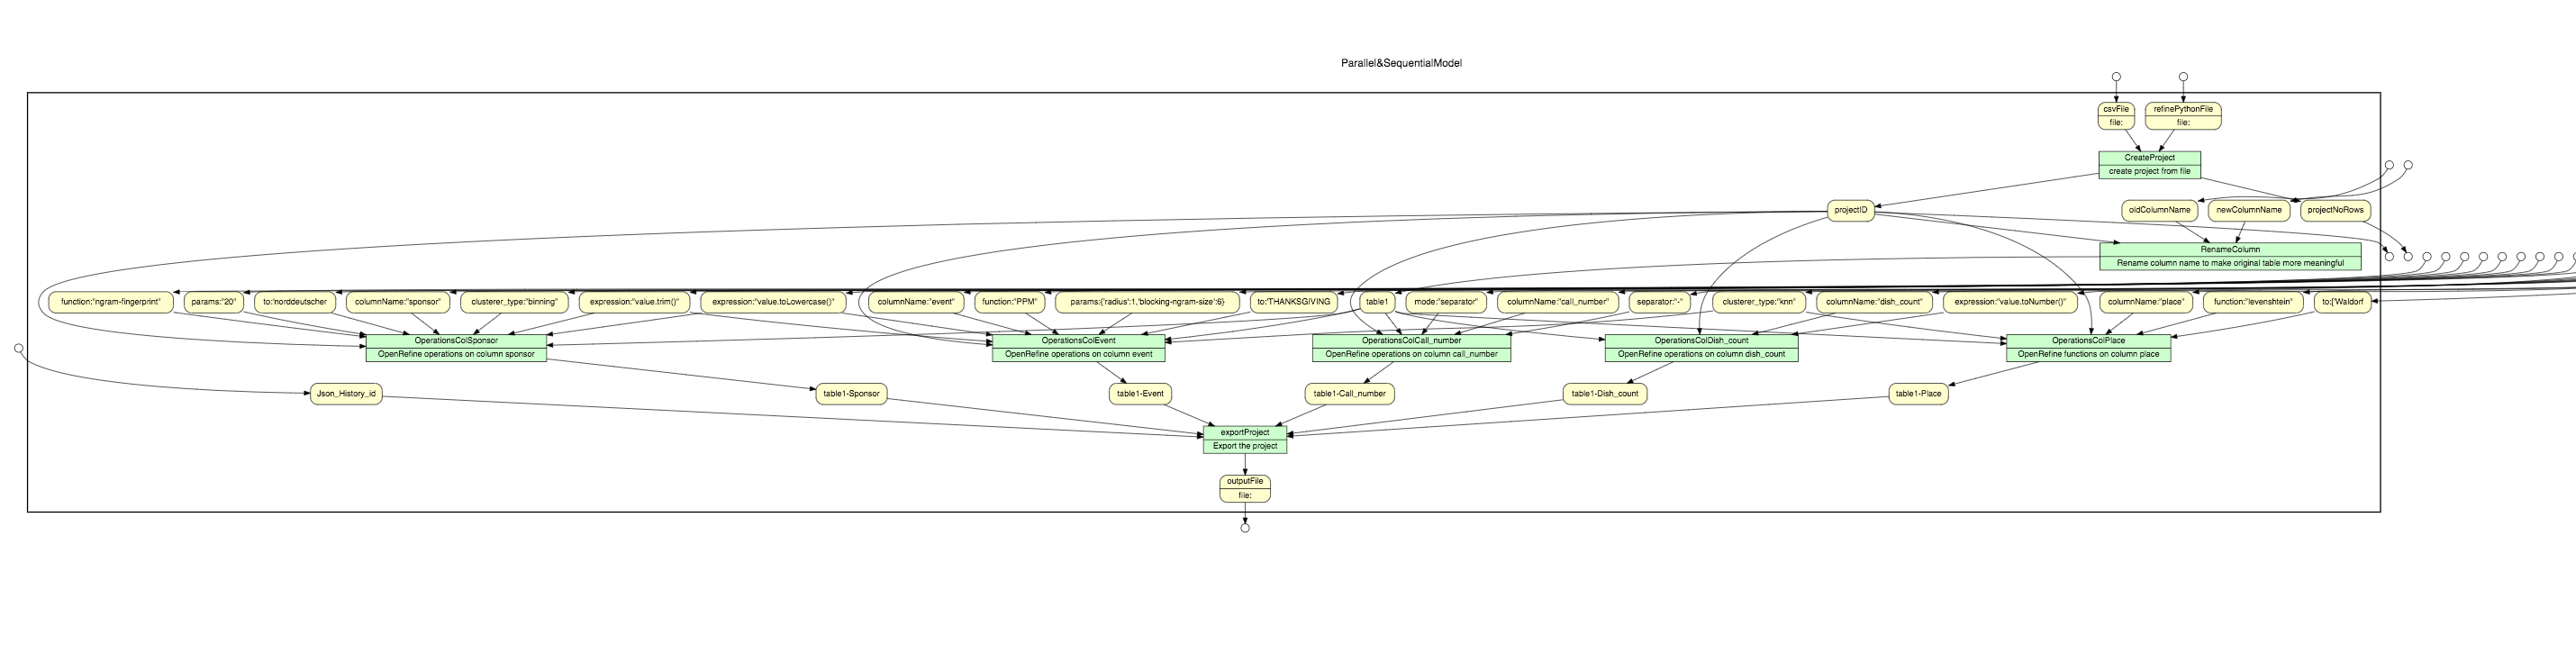 Parallel&SequentialModel
csvFile
file:
refinePythonFile
file:
CreateProject
create project from file
projectID
oldColumnName
newColumnName
projectNoRows
RenameColumn
Rename column name to make original table more meaningful
function:"ngram-fingerprint"
params:"20"
to:'norddeutscher
columnName:"sponsor"
clusterer_type:"binning"
expression:"value.trim()"
expression:"value.toLowercase()"
columnName:"event"
function:"PPM"
params:{'radius':1,'blocking-ngram-size':6}
to:'THANKSGIVING
table1
mode:"separator"
columnName:"call_number"
separator:"-"
clusterer_type:"knn"
columnName:"dish_count"
expression:"value.toNumber()"
columnName:"place"
function:"levenshtein"
to:['Waldorf
OperationsColSponsor
OpenRefine operations on column sponsor
OperationsColEvent
OpenRefine operations on column event
OperationsColCall_number
OpenRefine operations on column call_number
OperationsColDish_count
OpenRefine operations on column dish_count
OperationsColPlace
OpenRefine functions on column place
Json_History_id
table1-Sponsor
table1-Event
table1-Call_number
table1-Dish_count
table1-Place
exportProject
Export the project
outputFile
file: